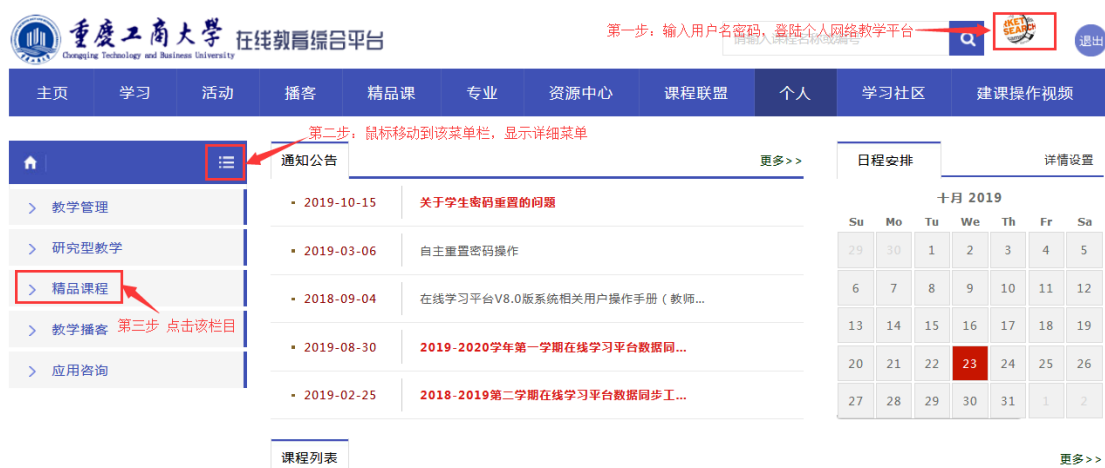 重庆工商大学 在线教育综合平台
Chongqing Technology and Business University
第一步：输入用户名密码，登陆个人网络教学平台
请输入课程名称或编号
RKET
SEARCH
退出
主页 学习 活动 播客 精品课 专业 资源中心 课程联盟 个人 学习社区 建课操作视频
第二步：鼠标移动到该菜单栏，显示详细菜单
教学管理
研究型教学
精品课程
第三步 点击该栏目
教学播客
应用咨询
通知公告 更多>>
2019-10-15 关于学生密码重置的问题
2019-03-06 自主重置密码操作
2018-09-04 在线学习平台V8.0版系统相关用户操作手册（教师...
2019-08-30 2019-2020学年第一学期在线学习平台数据同...
2019-02-25 2018-2019第二学期在线学习平台数据同步工...
课程列表 更多>>
日程安排 详情设置
十月 2019
Su Mo Tu We Th Fr Sa
29 30 1 2 3 4 5
6 7 8 9 10 11 12
13 14 15 16 17 18 19
20 21 22 23 24 25 26
27 28 29 30 31 1 2